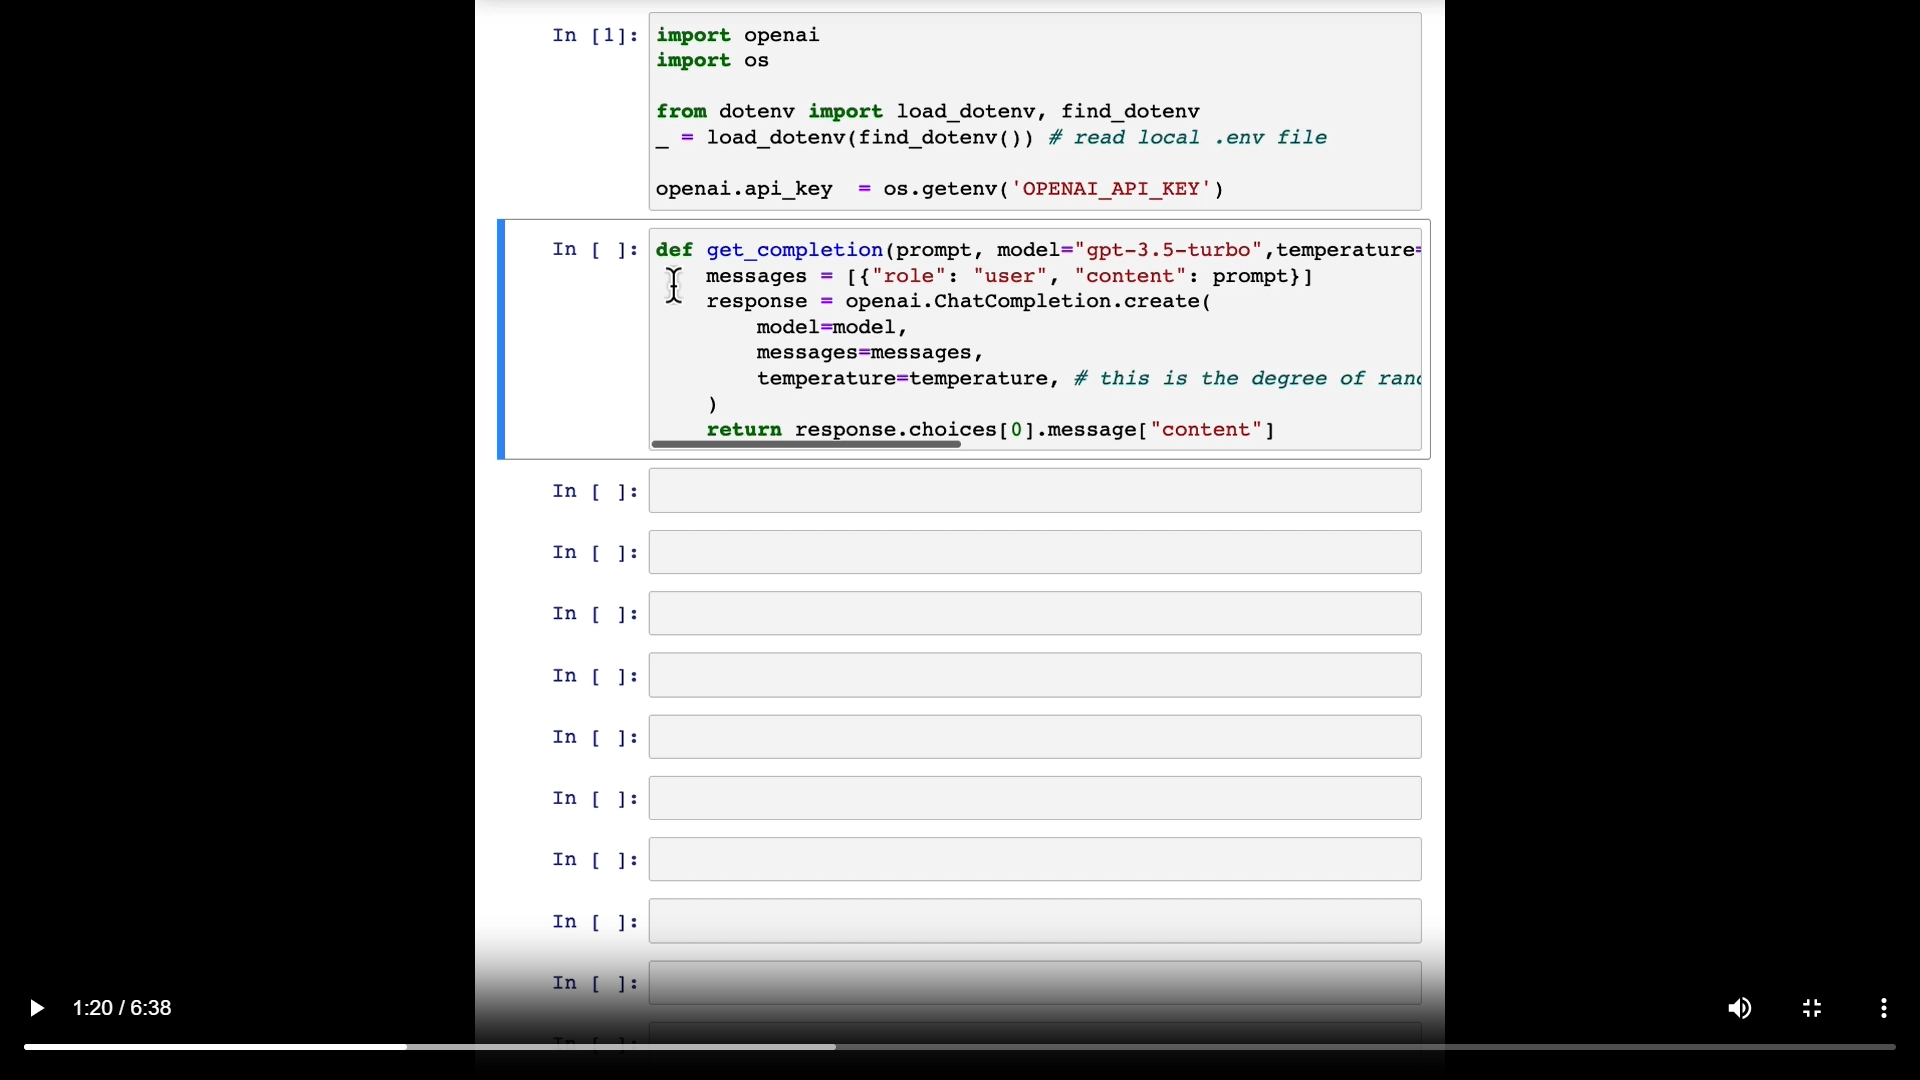 In [1]: import openai
import os
from dotenv import load_dotenv, find_dotenv
_ = load_dotenv(find_dotenv()) # read local .env file
openai.api_key  = os.getenv('OPENAI_API_KEY')
In [ ]: def get_completion(prompt, model="gpt-3.5-turbo",temperature=
messages = [{"role": "user", "content": prompt}]
response = openai.ChatCompletion.create(
model=model,
messages=messages,
temperature=temperature, # this is the degree of
)
return response.choices[0].message["content"]
In [ ]:
In [ ]:
In [ ]:
In [ ]:
In [ ]:
In [ ]:
In [ ]:
In [ ]:
In [ ]:
In [ ]:
1:20 / 6:38